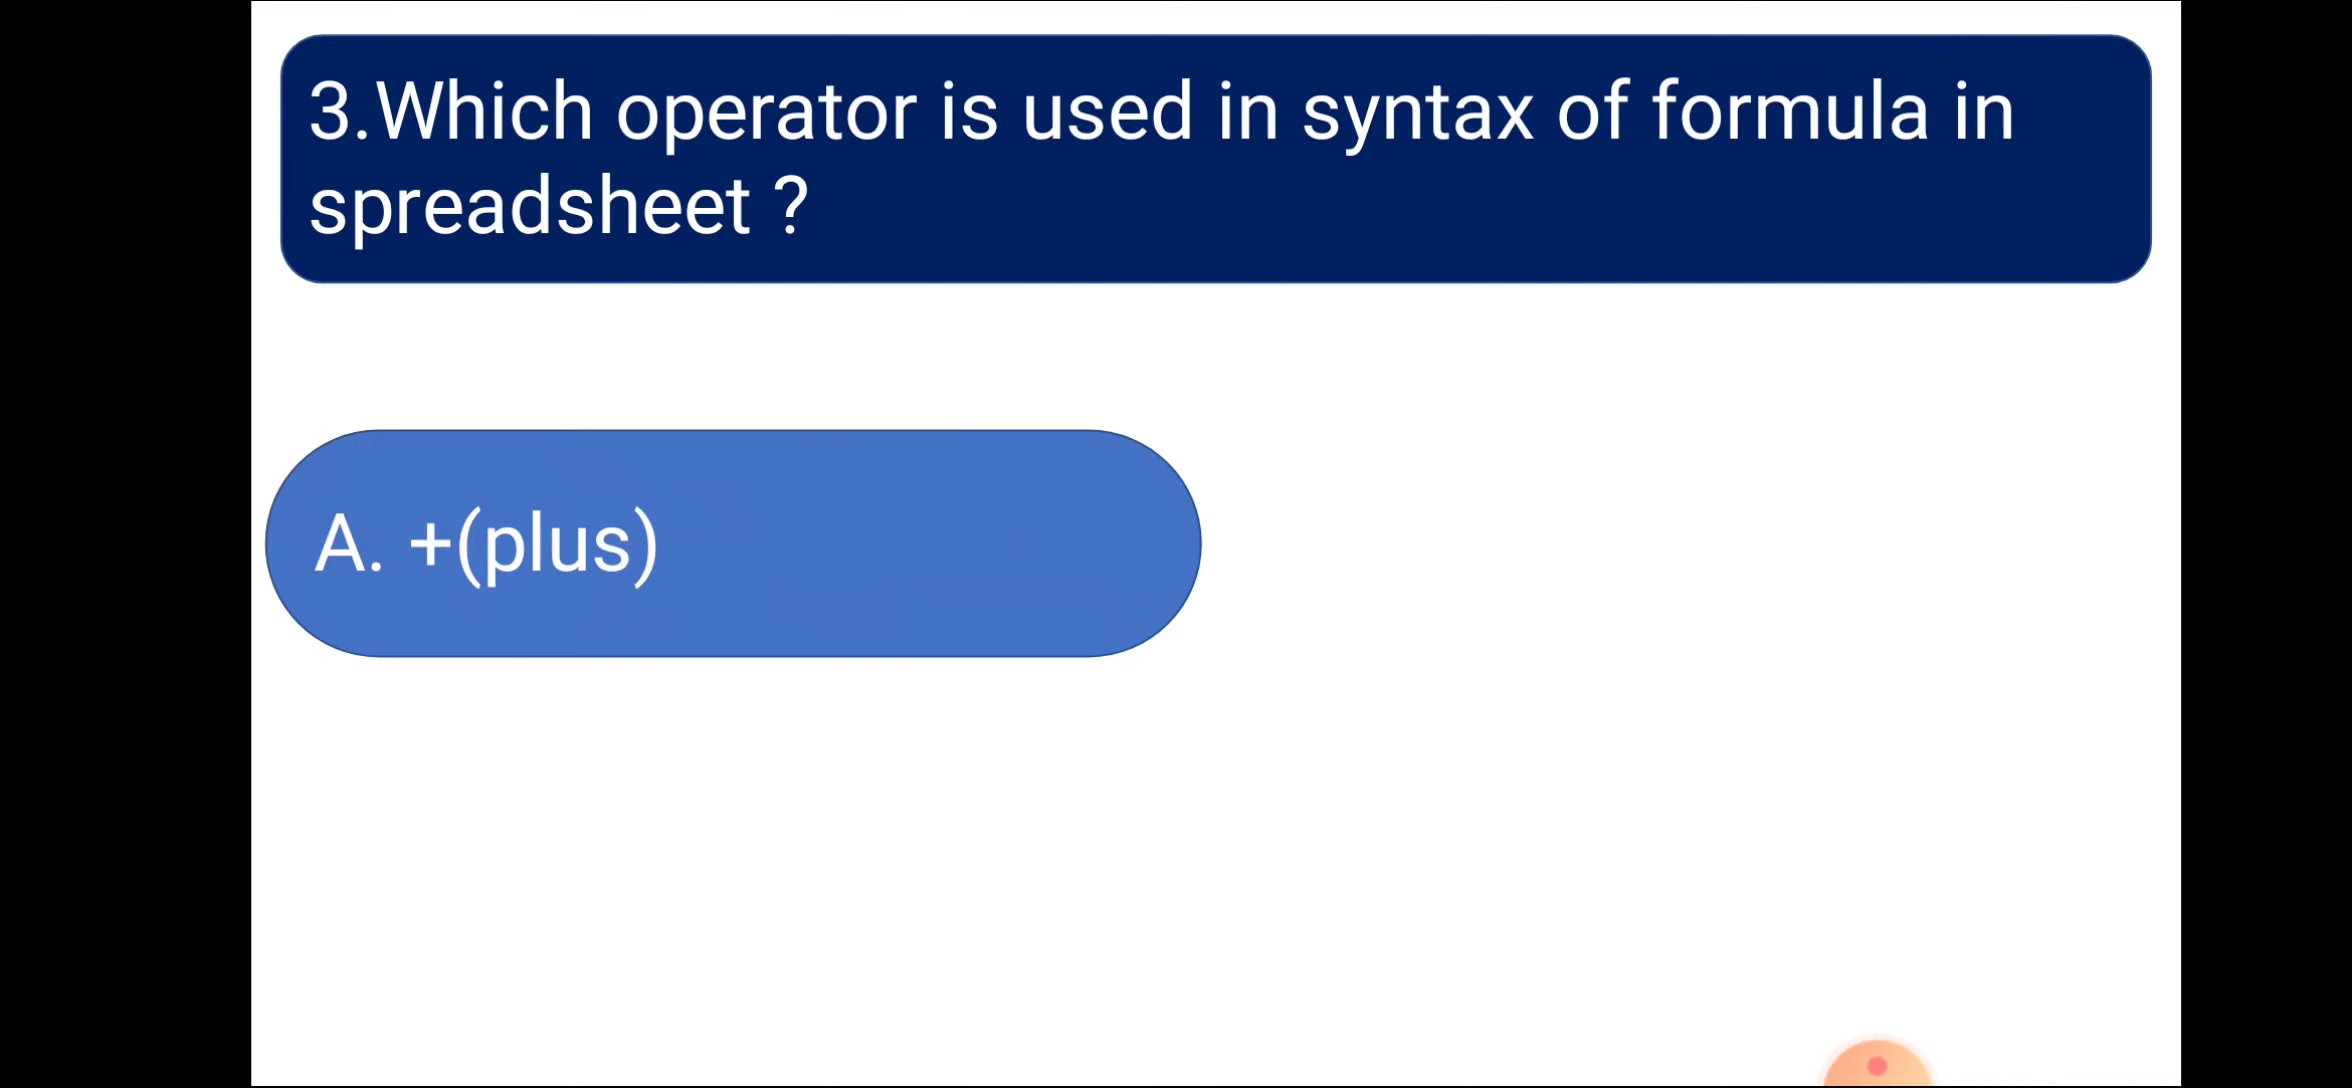 3.Which operator is used in syntax of formula in
spreadsheet ?
A. +(plus)